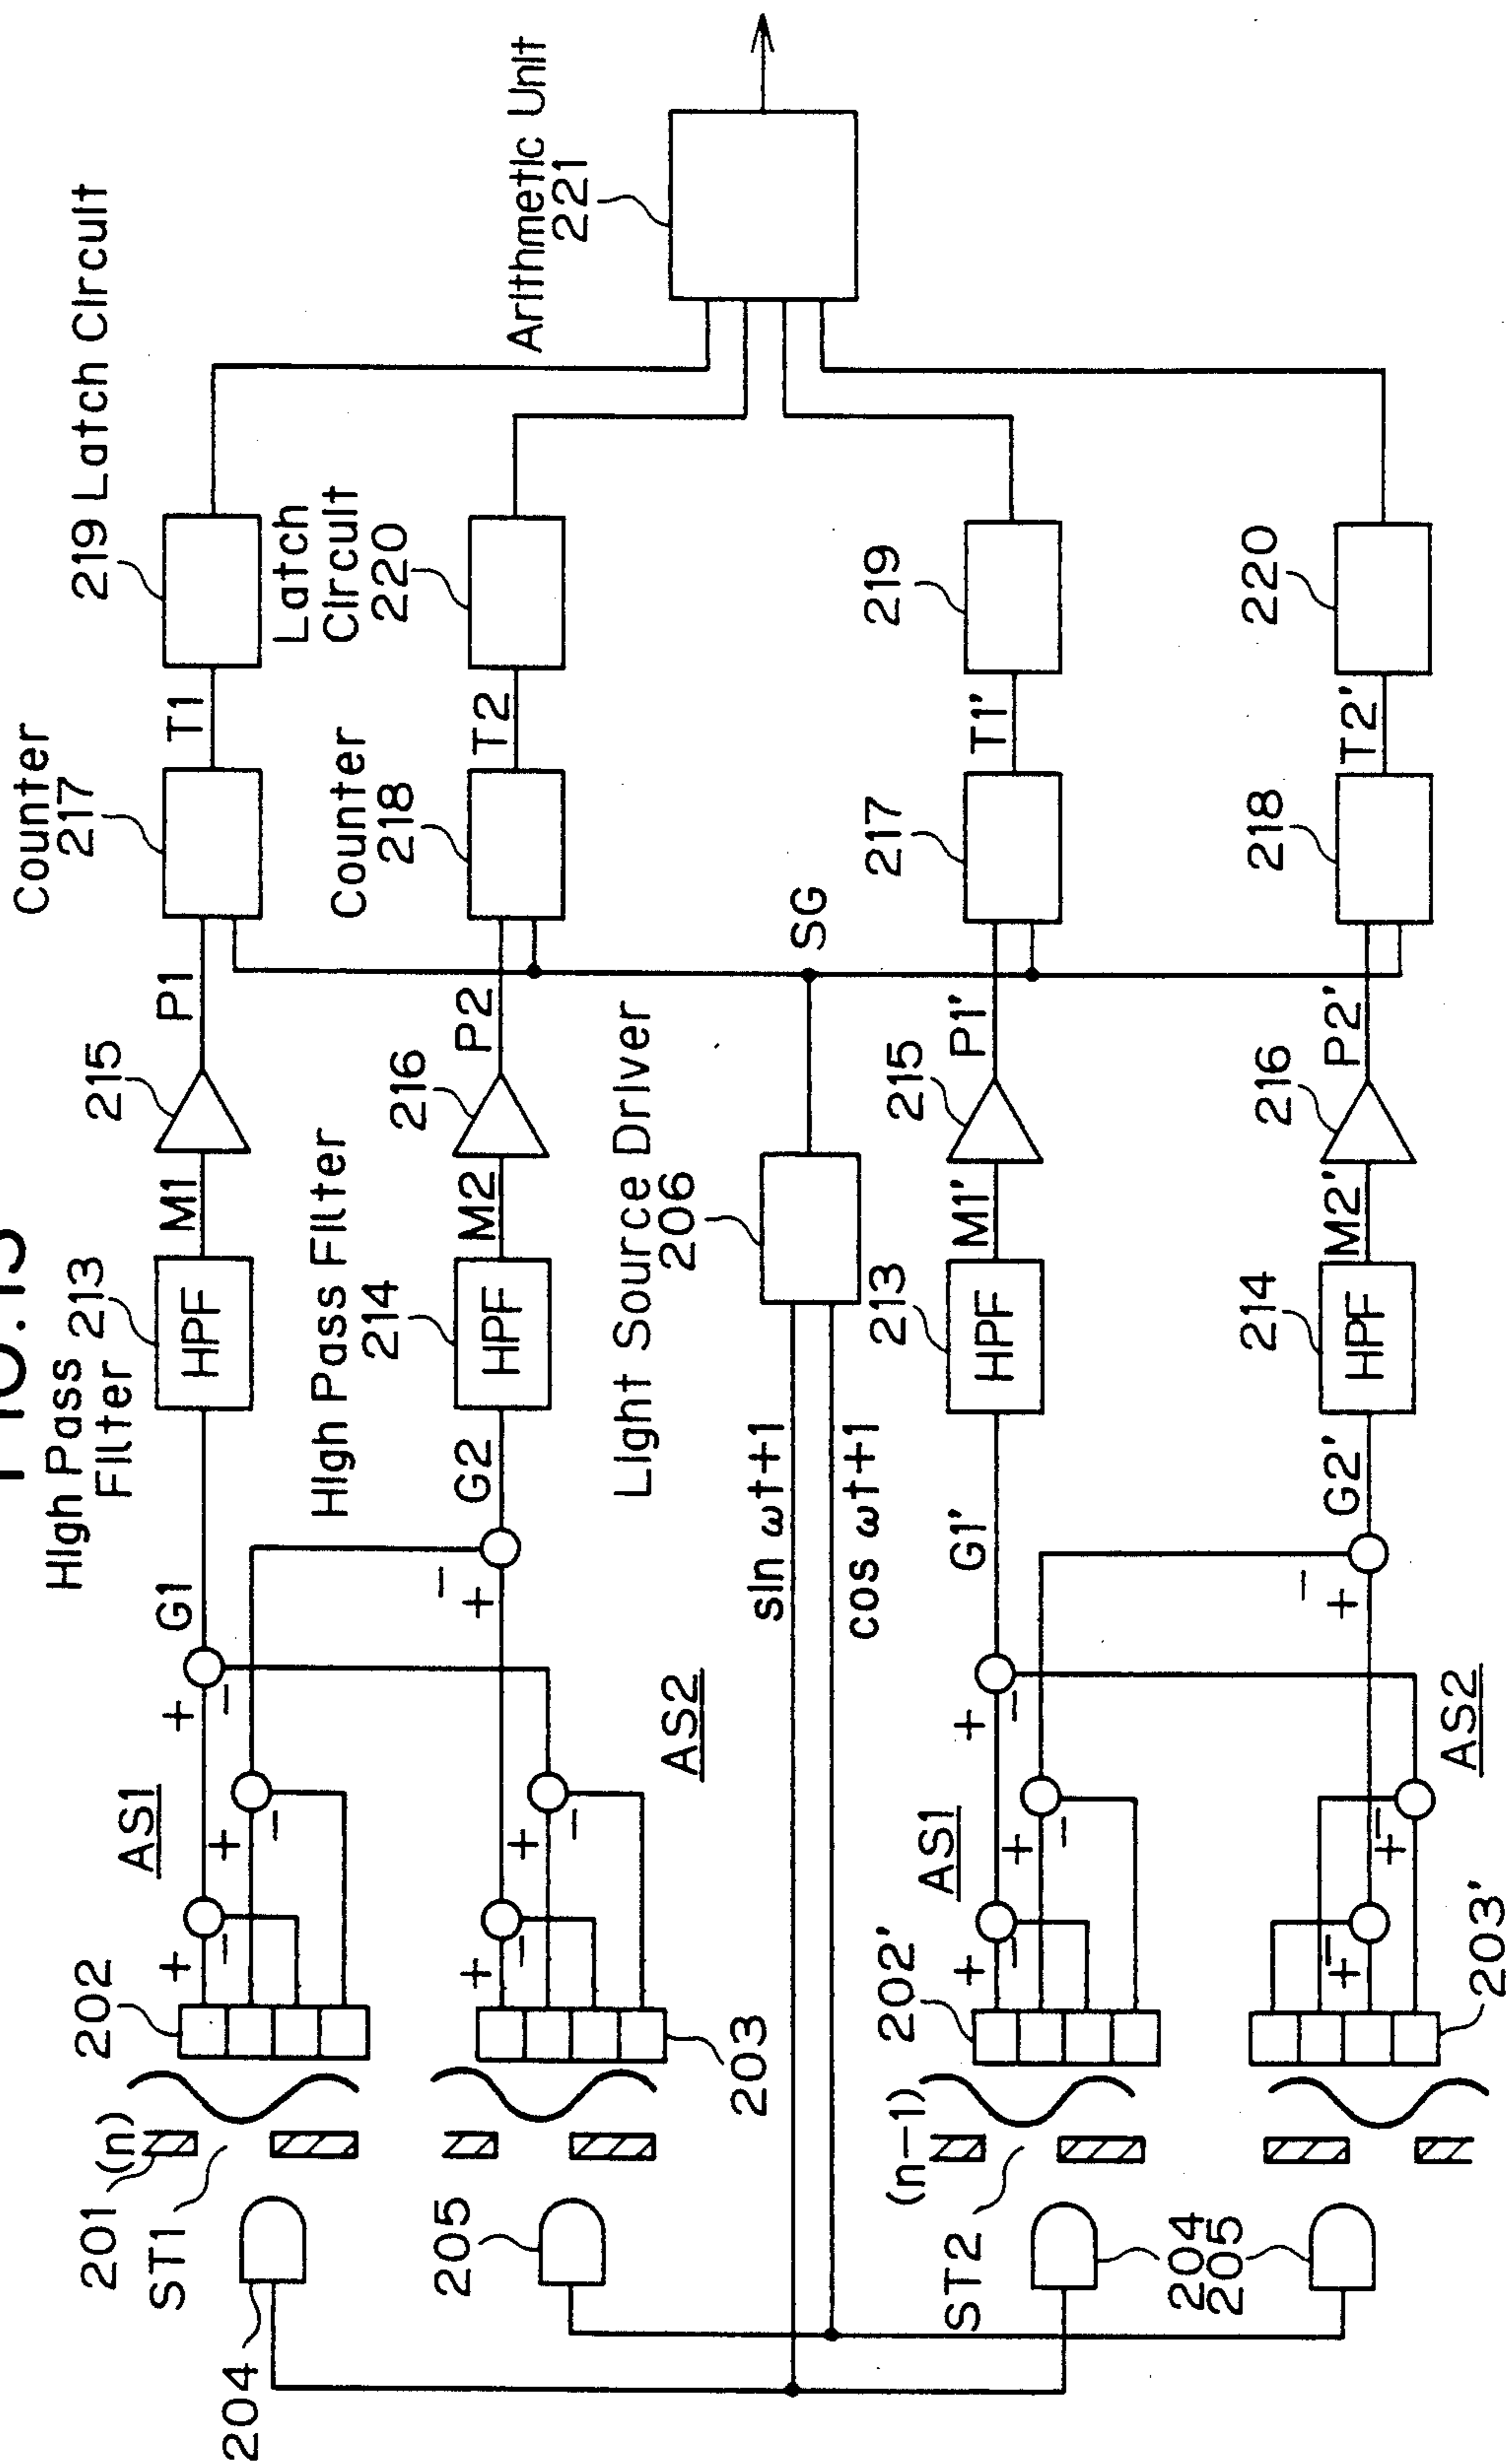 FIG. 13
High Pass 213
Filter
HPF
M1
215
P1
Counter
217
T1
219 Latch Circuit
High Pass Filter
214
HPF
M2
216
P2
Counter
218
T2
Latch
Circuit
220
Arithmetic Unit
221
G1
G2
+
−
+
−
AS1
+
−
+
−
202
201
(n)
ST1
204
+
−
+
−
AS2
203
205
Light Source Driver
206
SG
sin ωt+1
cos ωt+1
G1'
213
HPF
M1'
215
P1'
217
T1'
219
+
−
AS1
+
−
+
−
202'
(n−1)
ST2
204
205
G2'
214
HPF
M2'
216
P2'
218
T2'
220
−
+
AS2
+
−
+
−
203'